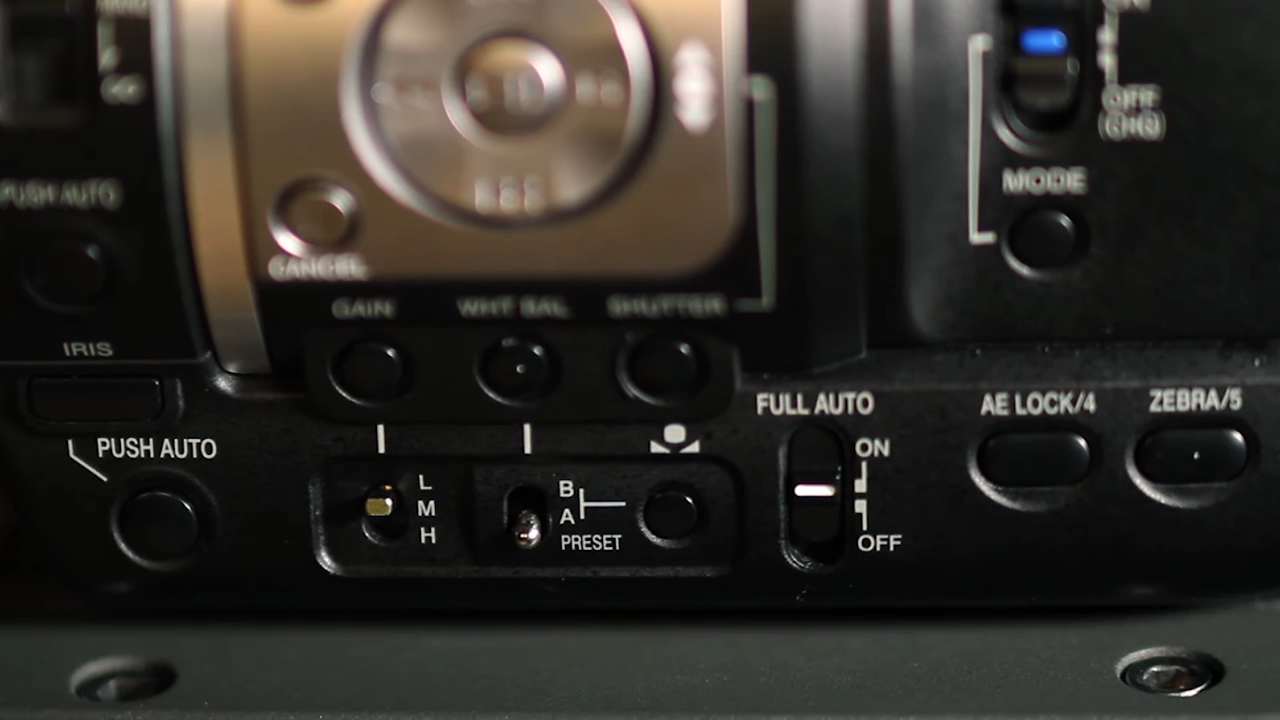 ∞
OFF
MODE
PUSH AUTO
CANCEL
GAIN WHT BAL SHUTTER
IRIS
FULL AUTO
AE LOCK/4
ZEBRA/5
PUSH AUTO
ON
OFF
L
M
H
B
A
PRESET